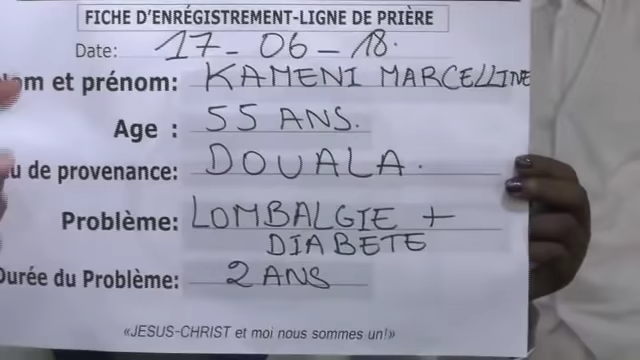 FICHE D'ENRÉGISTREMENT-LIGNE DE PRIÈRE
Date: 17-06-18.
om et prénom: KAMENI MARCELLINE
Age : 55 ANS.
u de provenance: DOUALA.
Problème: LOMBALGIE +
DIABETE
Durée du Problème: 2 ANS
«JESUS-CHRIST et moi nous sommes un!»